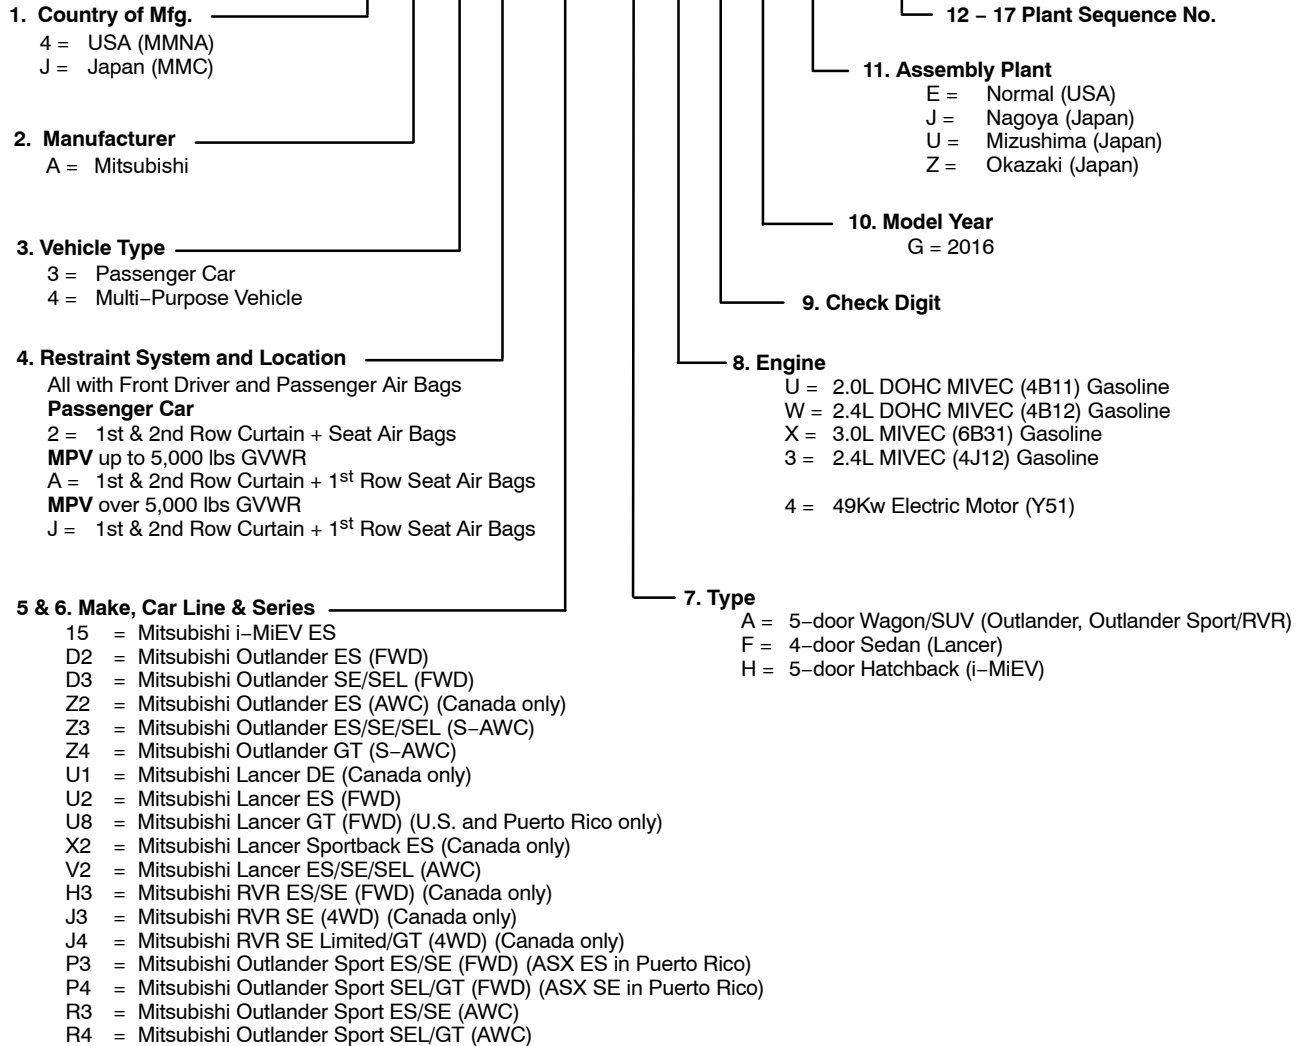 1. Country of Mfg.
4 = USA (MMNA)
J = Japan (MMC)
2. Manufacturer
A = Mitsubishi
3. Vehicle Type
3 = Passenger Car
4 = Multi−Purpose Vehicle
4. Restraint System and Location
All with Front Driver and Passenger Air Bags
Passenger Car
2 = 1st & 2nd Row Curtain + Seat Air Bags
MPV up to 5,000 lbs GVWR
A = 1st & 2nd Row Curtain + 1st Row Seat Air Bags
MPV over 5,000 lbs GVWR
J = 1st & 2nd Row Curtain + 1st Row Seat Air Bags
5 & 6. Make, Car Line & Series
15 = Mitsubishi i−MiEV ES
D2 = Mitsubishi Outlander ES (FWD)
D3 = Mitsubishi Outlander SE/SEL (FWD)
Z2 = Mitsubishi Outlander ES (AWC) (Canada only)
Z3 = Mitsubishi Outlander ES/SE/SEL (S−AWC)
Z4 = Mitsubishi Outlander GT (S−AWC)
U1 = Mitsubishi Lancer DE (Canada only)
U2 = Mitsubishi Lancer ES (FWD)
U8 = Mitsubishi Lancer GT (FWD) (U.S. and Puerto Rico only)
X2 = Mitsubishi Lancer Sportback ES (Canada only)
V2 = Mitsubishi Lancer ES/SE/SEL (AWC)
H3 = Mitsubishi RVR ES/SE (FWD) (Canada only)
J3 = Mitsubishi RVR SE (4WD) (Canada only)
J4 = Mitsubishi RVR SE Limited/GT (4WD) (Canada only)
P3 = Mitsubishi Outlander Sport ES/SE (FWD) (ASX ES in Puerto Rico)
P4 = Mitsubishi Outlander Sport SEL/GT (FWD) (ASX SE in Puerto Rico)
R3 = Mitsubishi Outlander Sport ES/SE (AWC)
R4 = Mitsubishi Outlander Sport SEL/GT (AWC)
12 − 17 Plant Sequence No.
11. Assembly Plant
E = Normal (USA)
J = Nagoya (Japan)
U = Mizushima (Japan)
Z = Okazaki (Japan)
10. Model Year
G = 2016
9. Check Digit
8. Engine
U = 2.0L DOHC MIVEC (4B11) Gasoline
W = 2.4L DOHC MIVEC (4B12) Gasoline
X = 3.0L MIVEC (6B31) Gasoline
3 = 2.4L MIVEC (4J12) Gasoline
4 = 49Kw Electric Motor (Y51)
7. Type
A = 5−door Wagon/SUV (Outlander, Outlander Sport/RVR)
F = 4−door Sedan (Lancer)
H = 5−door Hatchback (i−MiEV)